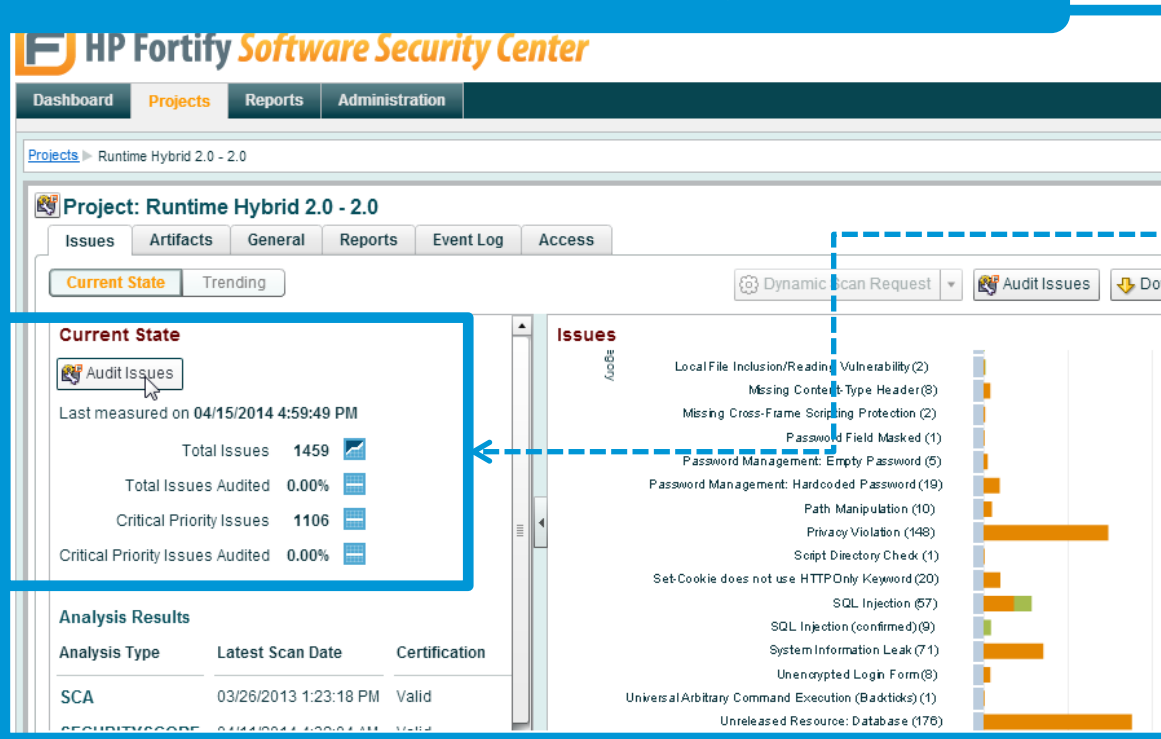 HP Fortify Software Security Center
Dashboard Projects Reports Administration
Projects Runtime Hybrid 2.0 - 2.0
Project: Runtime Hybrid 2.0 - 2.0
Issues Artifacts General Reports Event Log Access
Current State Trending Dynamic Scan Request Audit Issues
Current State
Audit Issues
Last measured on 04/15/2014 4:59:49 PM
Total Issues 1459
Total Issues Audited 0.00%
Critical Priority Issues 1106
Critical Priority Issues Audited 0.00%
Analysis Results
Analysis Type Latest Scan Date Certification
SCA 03/26/2013 1:23:18 PM Valid
Issues
Local File Inclusion/Reading Vulnerability (2)
Missing Content-Type Header (8)
Missing Cross-Frame Scripting Protection (2)
Password Field Masked (1)
Password Management: Empty Password (5)
Password Management: Hardcoded Password (19)
Path Manipulation (10)
Privacy Violation (148)
Script Directory Check (1)
Set-Cookie does not use HTTPOnly Keyword (20)
SQL Injection (57)
SQL Injection (confirmed) (9)
System Information Leak (71)
Unencrypted Login Form (8)
Universal Arbitrary Command Execution (Backticks) (1)
Unreleased Resource: Database (176)